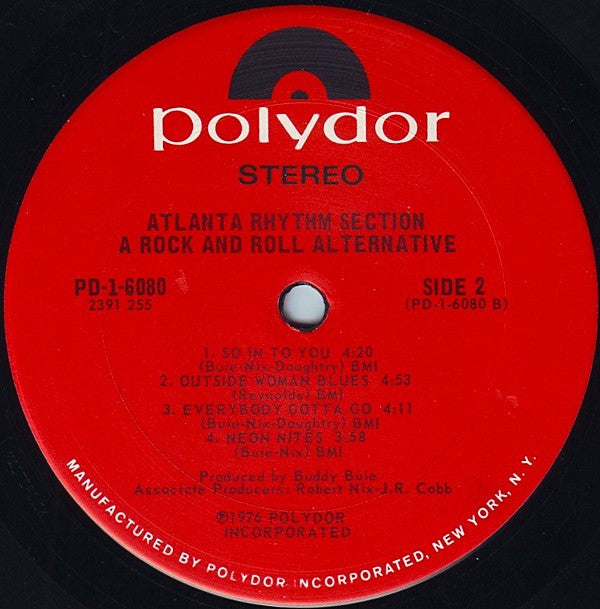 polydor
STEREO
ATLANTA RHYTHM SECTION
A ROCK AND ROLL ALTERNATIVE
PD-1-6080 SIDE 2
2391 255 (PD-1-6080 B)
1. SO IN TO YOU 4:20
(Buie-Nix-Daughtry) BMI
2. OUTSIDE WOMAN BLUES 4:53
(Reynolds) BMI
3. EVERYBODY GOTTA GO 4:11
(Buie-Nix-Daughtry) BMI
4. NEON NITES 3:58
(Buie-Nix) BMI
Produced by Buddy Buie
Associate Producers: Robert Nix-J.R. Cobb
℗1976 POLYDOR
INCORPORATED
MANUFACTURED BY POLYDOR INCORPORATED, NEW YORK, N.Y.